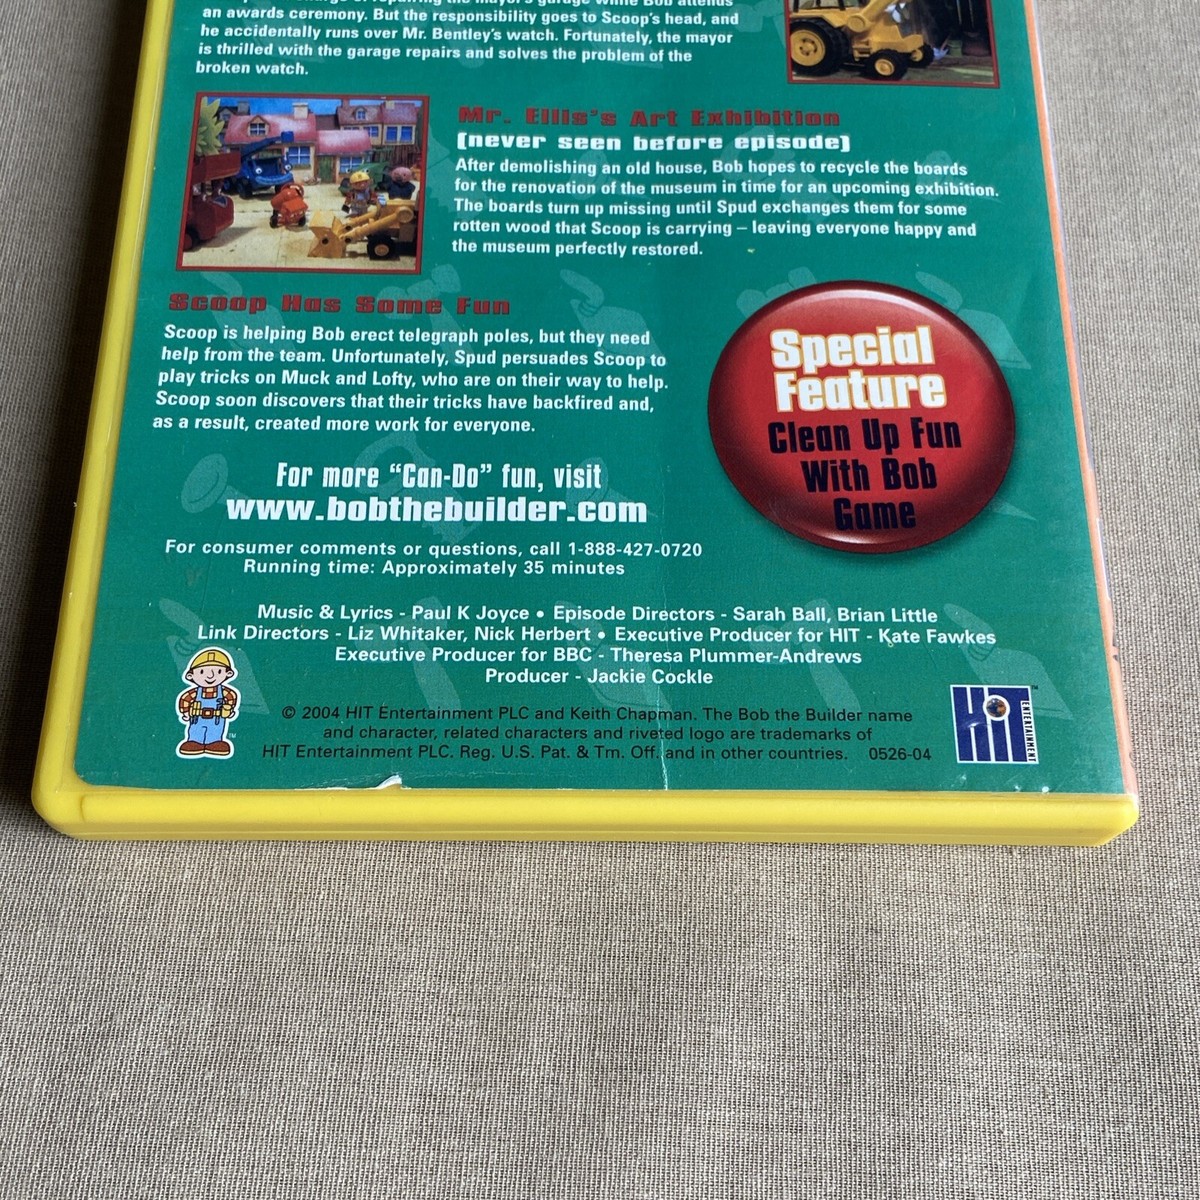 repairing the mayor's garage while Bob attends
an awards ceremony. But the responsibility goes to Scoop's head, and
he accidentally runs over Mr. Bentley's watch. Fortunately, the mayor
is thrilled with the garage repairs and solves the problem of the
broken watch.
Mr. Ellis's Art Exhibition
(never seen before episode)
After demolishing an old house, Bob hopes to recycle the boards
for the renovation of the museum in time for an upcoming exhibition.
The boards turn up missing until Spud exchanges them for some
rotten wood that Scoop is carrying – leaving everyone happy and
the museum perfectly restored.
Scoop Has Some Fun
Scoop is helping Bob erect telegraph poles, but they need
help from the team. Unfortunately, Spud persuades Scoop to
play tricks on Muck and Lofty, who are on their way to help.
Scoop soon discovers that their tricks have backfired and,
as a result, created more work for everyone.
Special
Feature
Clean Up Fun
With Bob
Game
For more “Can-Do” fun, visit
www.bobthebuilder.com
For consumer comments or questions, call 1-888-427-0720
Running time: Approximately 35 minutes
Music & Lyrics - Paul K Joyce • Episode Directors - Sarah Ball, Brian Little
Link Directors - Liz Whitaker, Nick Herbert • Executive Producer for HIT - Kate Fawkes
Executive Producer for BBC - Theresa Plummer-Andrews
Producer - Jackie Cockle
© 2004 HIT Entertainment PLC and Keith Chapman. The Bob the Builder name
and character, related characters and riveted logo are trademarks of
HIT Entertainment PLC. Reg. U.S. Pat. & Tm. Off. and in other countries. 0526-04
TM
HiT
ENTERTAINMENT
TM